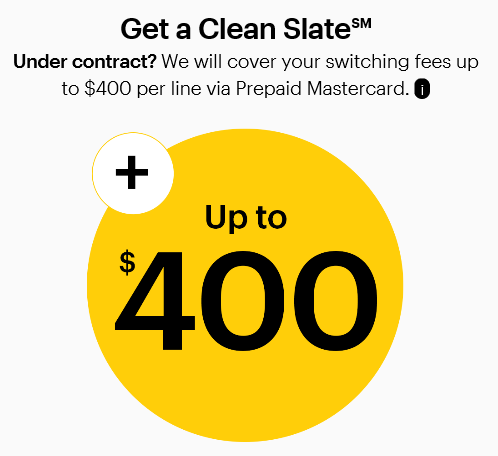 Get a Clean Slate℠
Under contract? We will cover your switching fees up
to $400 per line via Prepaid Mastercard. i
+
Up to
$400